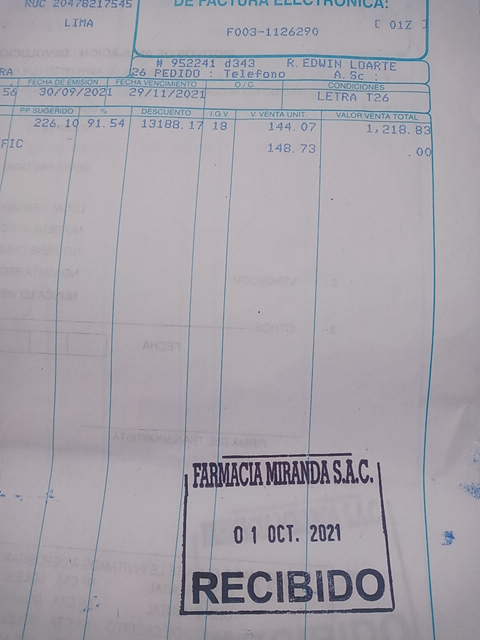 RUC 20478217545
LIMA
DE FACTURA ELECTRÓNICA:
F003-1126290
[ 01Z ]
# 952241 d343 R.EDWIN LOARTE
RA 26 PEDIDO : Telefono A.Sc :
FECHA DE EMISION FECHA VENCIMIENTO O / C CONDICIONES
56 30/09/2021 29/11/2021 LETRA T26
PP. SUGERIDO % DESCUENTO I.G.V V. VENTA UNIT. VALOR VENTA TOTAL
226.10 91.54 13188.17 18 144.07 1,218.83
FIC 148.73 .00
FECHA
FARMACIA MIRANDA S.A.C.
01 OCT. 2021
RECIBIDO